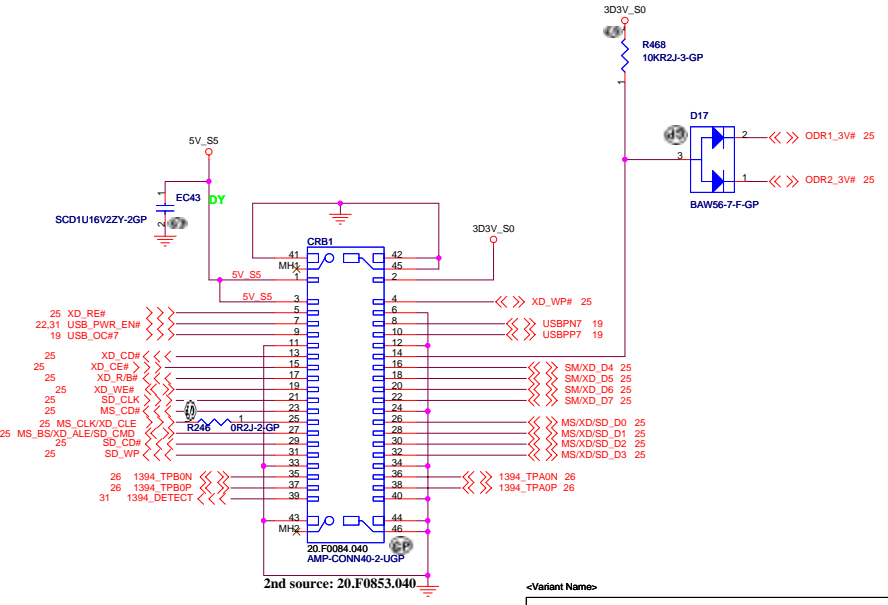 3D3V_S0
R468
10KR2J-3-GP
1
D17
2
ODR1_3V# 25
3
1
ODR2_3V# 25
BAW56-7-F-GP
5V_S5
1
EC43
DY
SCD1U16V2ZY-2GP
2
3D3V_S0
CRB1
41
42
MH1
45
5V_S5
1
2
5V_S5
3
4
XD_WP# 25
25 XD_RE#
5
6
22,31 USB_PWR_EN#
7
8
USBPN7 19
19 USB_OC#7
9
10
USBPP7 19
11
12
25 XD_CD#
13
14
25 XD_CE#
15
16
SM/XD_D4 25
25 XD_R/B#
17
18
SM/XD_D5 25
25 XD_WE#
19
20
SM/XD_D6 25
25 SD_CLK
21
22
SM/XD_D7 25
25 MS_CD#
23
24
25 MS_CLK/XD_CLE
1
25
26
MS/XD/SD_D0 25
R246
0R2J-2-GP
25 MS_BS/XD_ALE/SD_CMD
27
28
MS/XD/SD_D1 25
25 SD_CD#
29
30
MS/XD/SD_D2 25
25 SD_WP
31
32
MS/XD/SD_D3 25
33
34
26 1394_TPB0N
35
36
1394_TPA0N 26
26 1394_TPB0P
37
38
1394_TPA0P 26
31 1394_DETECT
39
40
43
44
MH2
46
20.F0084.040
AMP-CONN40-2-UGP
2nd source: 20.F0853.040
<Variant Name>